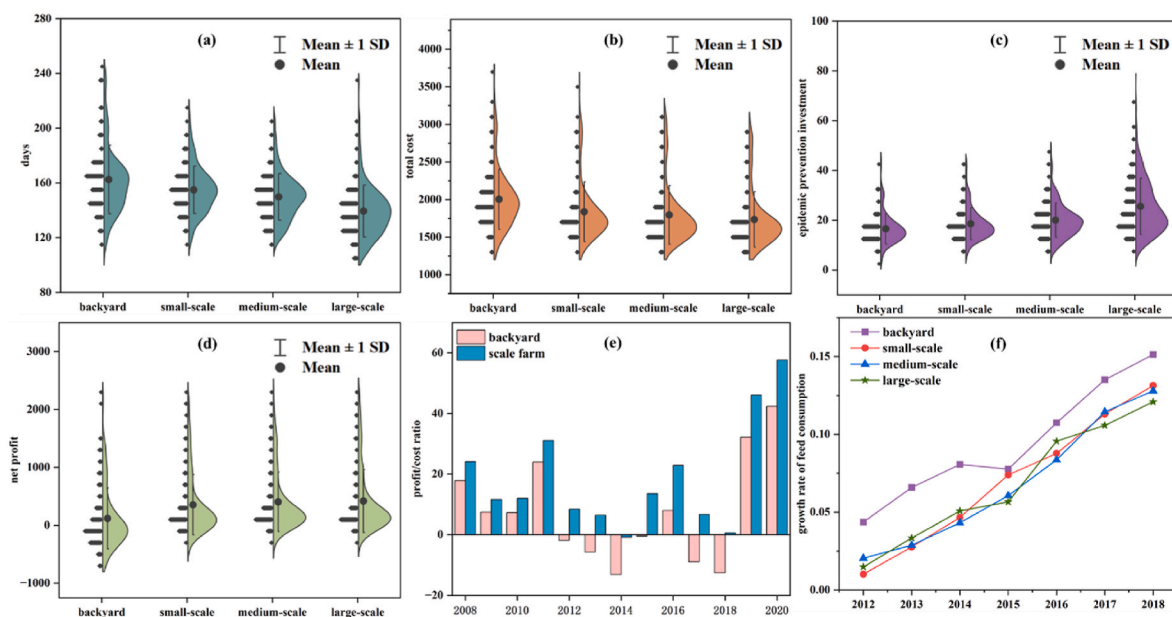 280
240
200
160
120
80
days
(a)
Mean ± 1 SD
Mean
backyard
small-scale
medium-scale
large-scale
4000
3500
3000
2500
2000
1500
1000
total cost
(b)
Mean ± 1 SD
Mean
backyard
small-scale
medium-scale
large-scale
100
80
60
40
20
0
epidemic prevention investment
(c)
Mean ± 1 SD
Mean
backyard
small-scale
medium-scale
large-scale
3000
2000
1000
0
−1000
net profit
(d)
Mean ± 1 SD
Mean
backyard
small-scale
medium-scale
large-scale
60
40
20
0
−20
profit/cost ratio
backyard
scale farm
(e)
2008
2010
2012
2014
2016
2018
2020
0.15
0.10
0.05
0.00
growth rate of feed consumption
backyard
small-scale
medium-scale
large-scale
(f)
2012
2013
2014
2015
2016
2017
2018